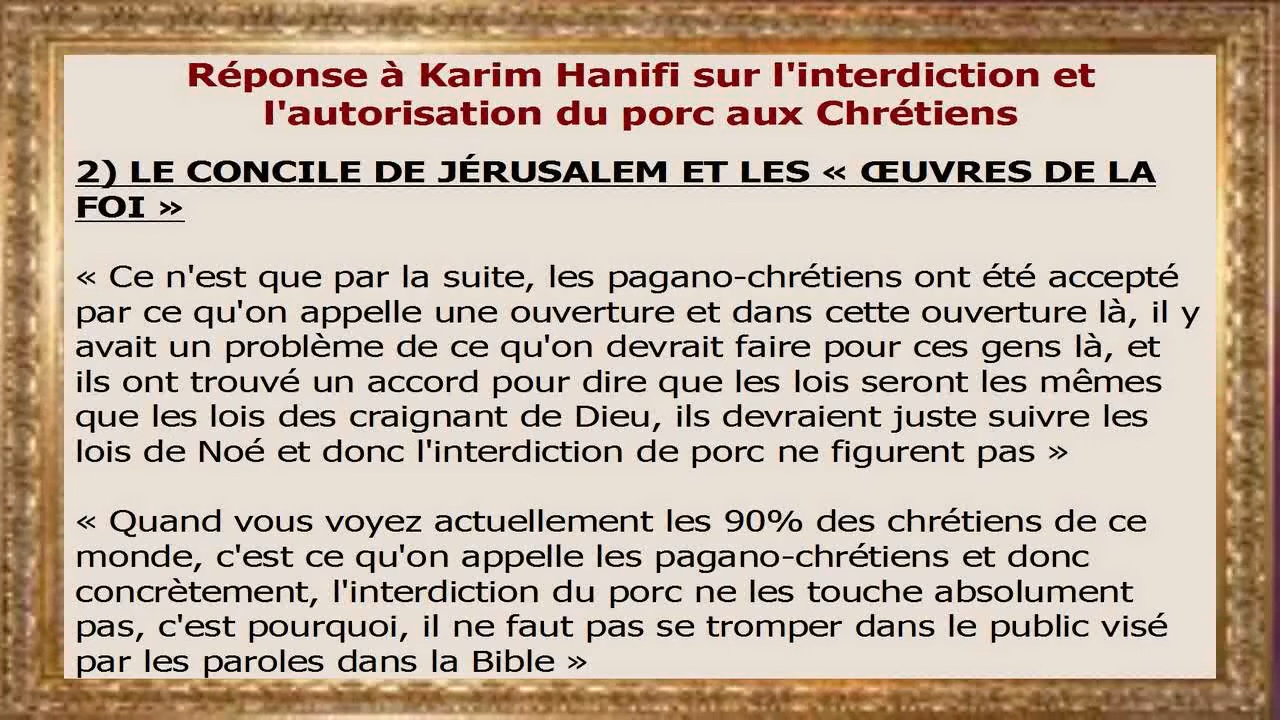 Réponse à Karim Hanifi sur l'interdiction et
l'autorisation du porc aux Chrétiens
2) LE CONCILE DE JÉRUSALEM ET LES « ŒUVRES DE LA
FOI »
« Ce n'est que par la suite, les pagano-chrétiens ont été accepté
par ce qu'on appelle une ouverture et dans cette ouverture là, il y
avait un problème de ce qu'on devrait faire pour ces gens là, et
ils ont trouvé un accord pour dire que les lois seront les mêmes
que les lois des craignant de Dieu, ils devraient juste suivre les
lois de Noé et donc l'interdiction de porc ne figurent pas »
« Quand vous voyez actuellement les 90% des chrétiens de ce
monde, c'est ce qu'on appelle les pagano-chrétiens et donc
concrètement, l'interdiction du porc ne les touche absolument
pas, c'est pourquoi, il ne faut pas se tromper dans le public visé
par les paroles dans la Bible »